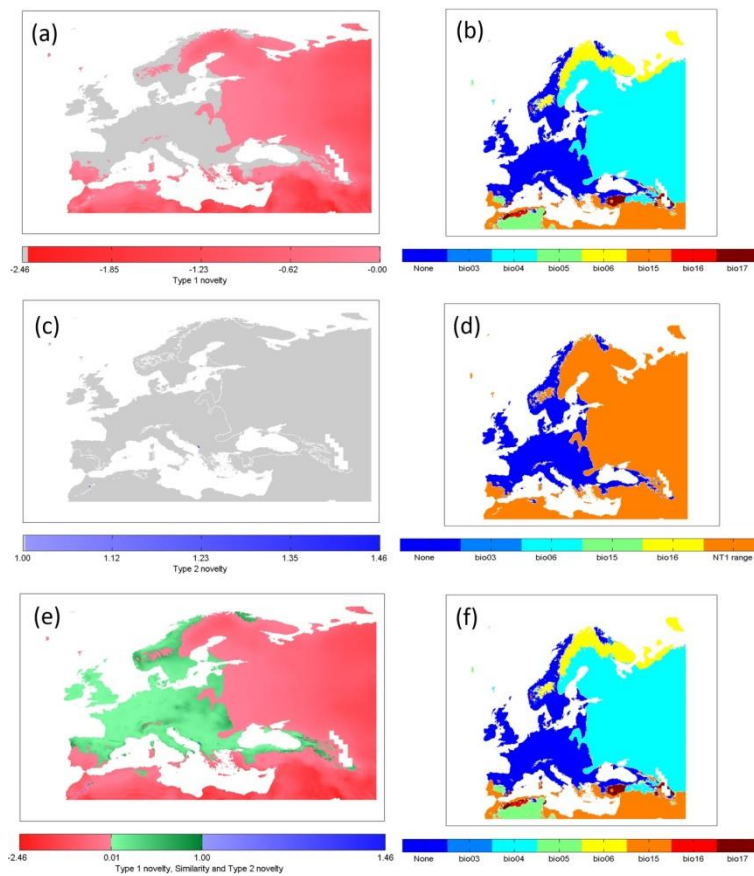 (a)
(b)
-2.46 -1.85 -1.23 -0.62 -0.00
Type 1 novelty
None bio03 bio04 bio05 bio06 bio15 bio16 bio17
(c)
(d)
1.00 1.12 1.23 1.35 1.46
Type 2 novelty
None bio03 bio06 bio15 bio16 NT1 range
(e)
(f)
-2.46 0.01 1.00 1.46
Type 1 novelty, Similarity and Type 2 novelty
None bio03 bio04 bio05 bio06 bio15 bio16 bio17